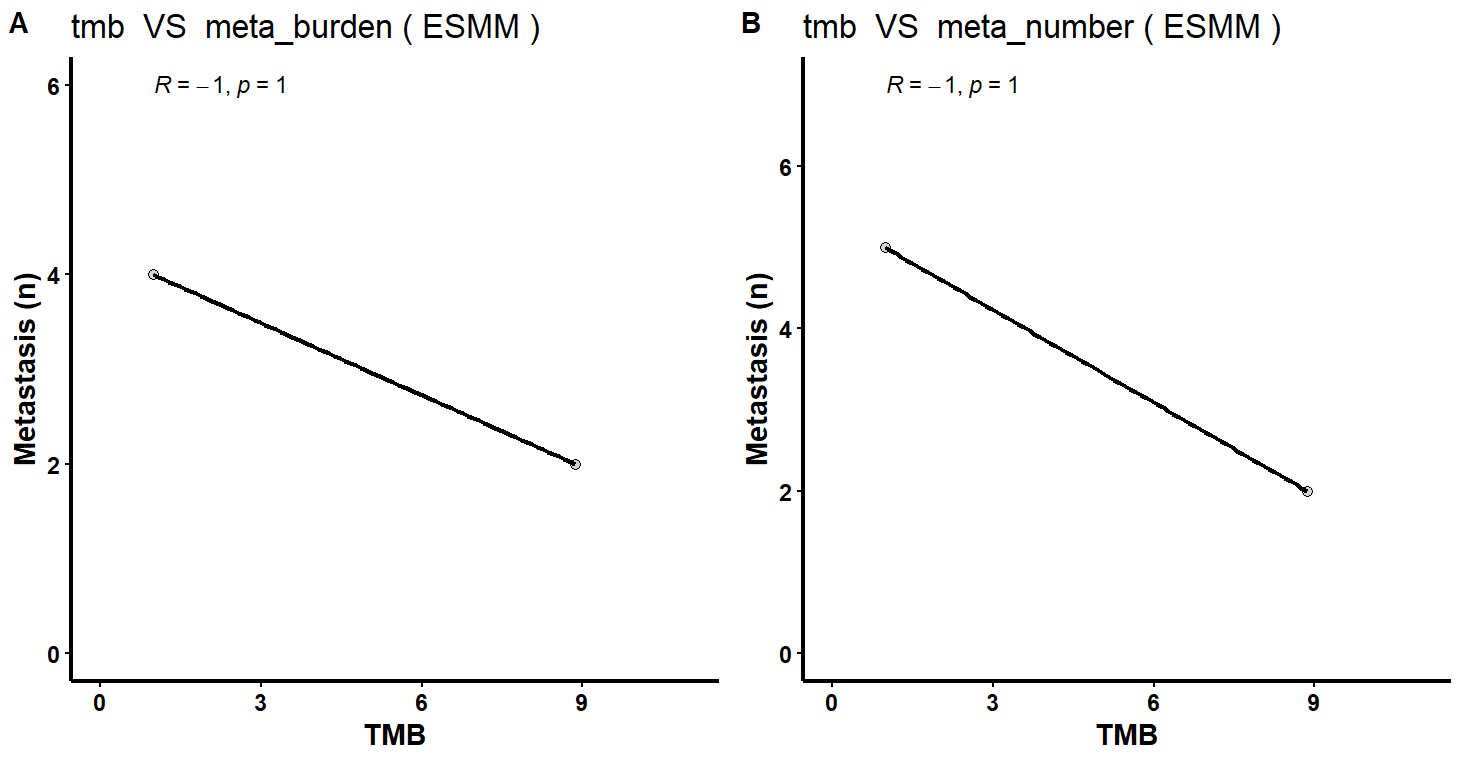 A
tmb VS meta_burden ( ESMM )
R = −1, p = 1
6
4
2
0
Metastasis (n)
0 3 6 9
TMB
B
tmb VS meta_number ( ESMM )
R = −1, p = 1
6
4
2
0
Metastasis (n)
0 3 6 9
TMB